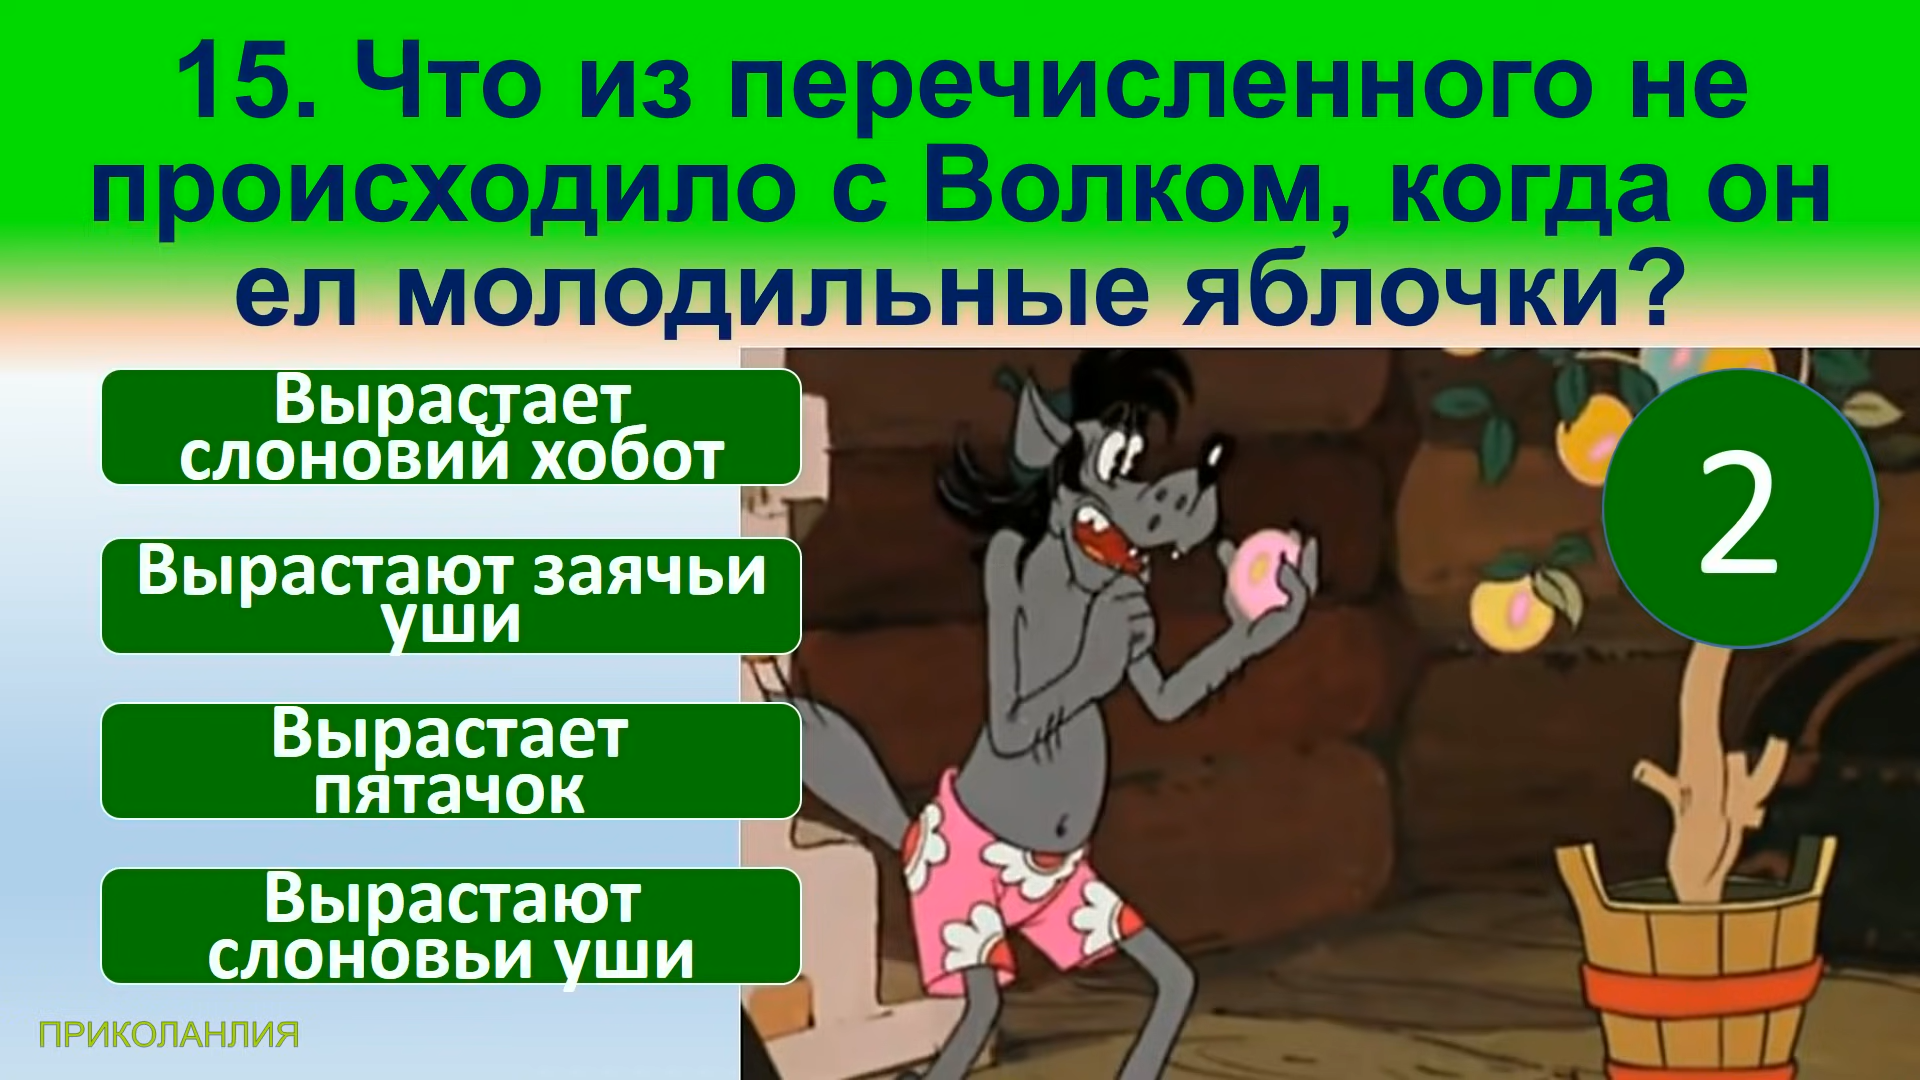 15. Что из перечисленного не
происходило с Волком, когда он
ел молодильные яблочки?
Вырастает
слоновий хобот
Вырастают заячьи
уши
Вырастает
пятачок
Вырастают
слоновьи уши
2
ПРИКОЛАНЛИЯ